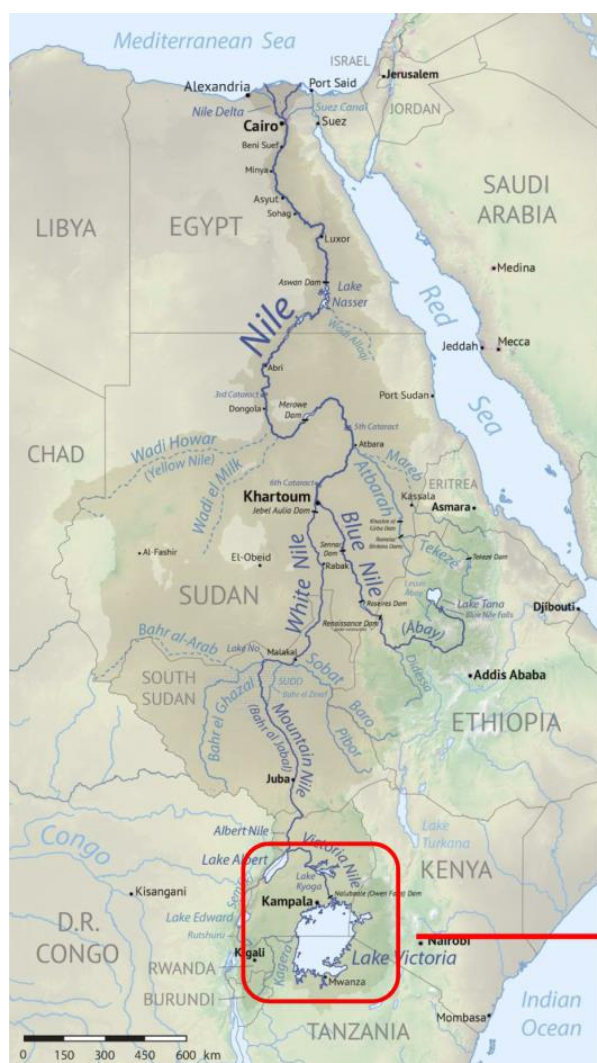 Mediterranean Sea
ISRAEL
Jerusalem
Port Said
Alexandria
Nile Delta
Suez Canal
JORDAN
Cairo
Suez
Beni Suef
Minya
SAUDI
ARABIA
Asyut
Sohag
LIBYA
EGYPT
Luxor
Medina
Aswan Dam
Lake
Nasser
Nile
Red
Wadi Allaqi
Jeddah
Mecca
Abri
3rd Cataract
Dongola
Merowe
Dam
Port Sudan
Sea
5th Cataract
Wadi Howar
(Yellow Nile)
Atbara
CHAD
Wadi el Milk
Mareb
Atbarah
ERITREA
6th Cataract
Khartoum
Kassala
Asmara
Jebel Aulia Dam
Tekeze
Tekeze Dam
Al-Fashir
El-Obeid
Sennar
Dam
Blue Nile
Rabak
White Nile
Lake Tana
Blue Nile Falls
Roseires Dam
Djibouti
SUDAN
Renaissance Dam
(Abay)
Bahr al-Arab
Lake No
Malakal
Sobat
Didessa
Addis Ababa
SOUTH
SUDAN
SUDD
Bahr el Zeraf
Bahr el Ghazal
Baro
Pibor
ETHIOPIA
Mountain Nile
(Bahr al Jabal)
Juba
Albert Nile
Victoria Nile
Lake
Turkana
Congo
Lake Albert
Lake
Kyoga
KENYA
Kisangani
Nalubaale (Owen Falls) Dam
Kampala
Lake Edward
Rutshuru
D.R.
CONGO
Nairobi
Kigali
Lake Victoria
RWANDA
Kagera
Mwanza
BURUNDI
Indian
Ocean
Mombasa
TANZANIA
0 150 300 450 600 km